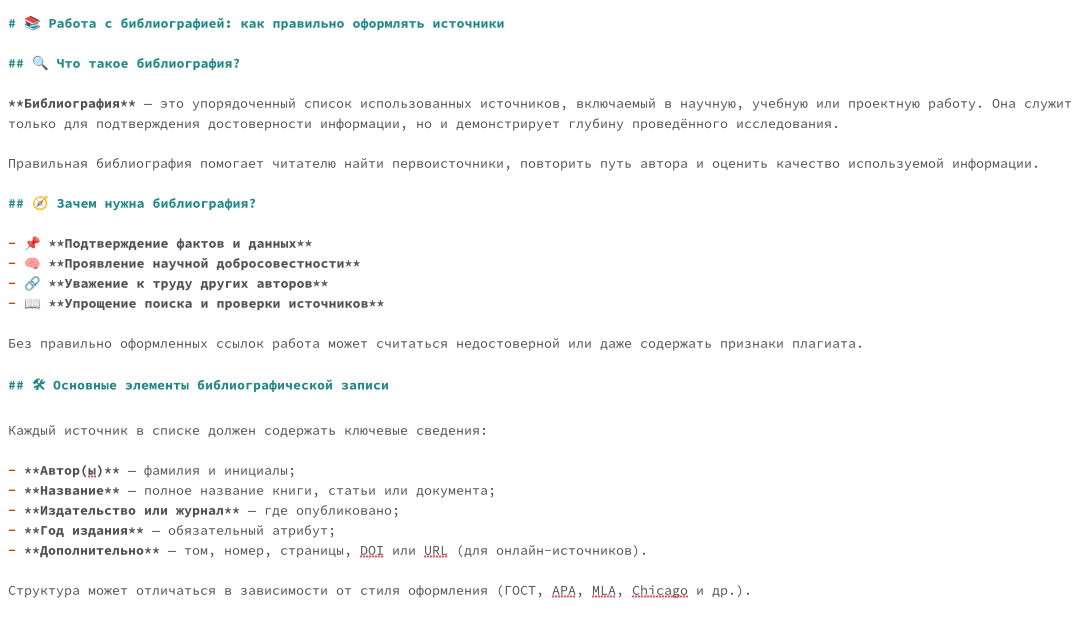 # 📚 Работа с библиографией: как правильно оформлять источники
## 🔍 Что такое библиография?
**Библиография** — это упорядоченный список использованных источников, включаемый в научную, учебную или проектную работу. Она служит
только для подтверждения достоверности информации, но и демонстрирует глубину проведённого исследования.
Правильная библиография помогает читателю найти первоисточники, повторить путь автора и оценить качество используемой информации.
## 🧭 Зачем нужна библиография?
- 📌 **Подтверждение фактов и данных**
- 🧠 **Проявление научной добросовестности**
- 🔗 **Уважение к труду других авторов**
- 📖 **Упрощение поиска и проверки источников**
Без правильно оформленных ссылок работа может считаться недостоверной или даже содержать признаки плагиата.
## 🛠 Основные элементы библиографической записи
Каждый источник в списке должен содержать ключевые сведения:
- **Автор(ы)** — фамилия и инициалы;
- **Название** — полное название книги, статьи или документа;
- **Издательство или журнал** — где опубликовано;
- **Год издания** — обязательный атрибут;
- **Дополнительно** — том, номер, страницы, DOI или URL (для онлайн-источников).
Структура может отличаться в зависимости от стиля оформления (ГОСТ, APA, MLA, Chicago и др.).